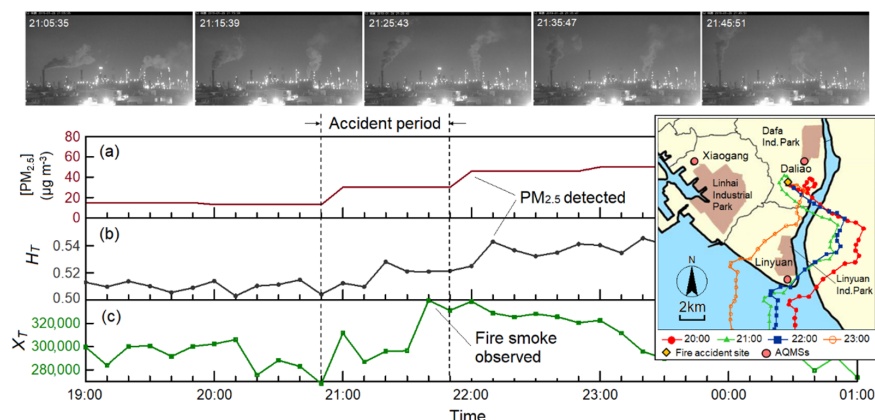 21:05:35
21:15:39
21:25:43
21:35:47
21:45:51
Accident period
[PM2.5]
(μg m-3)
80
60
40
20
0
(a)
PM2.5 detected
HT
0.54
0.52
0.50
(b)
XT
320,000
300,000
280,000
(c)
Fire smoke
observed
19:00
20:00
21:00
22:00
23:00
00:00
01:00
Time
Dafa
Ind. Park
Xiaogang
Daliao
Linhai
Industrial
Park
Linyuan
N
2km
Linyuan
Ind.Park
20:00
21:00
22:00
23:00
Fire accident site
AQMSs